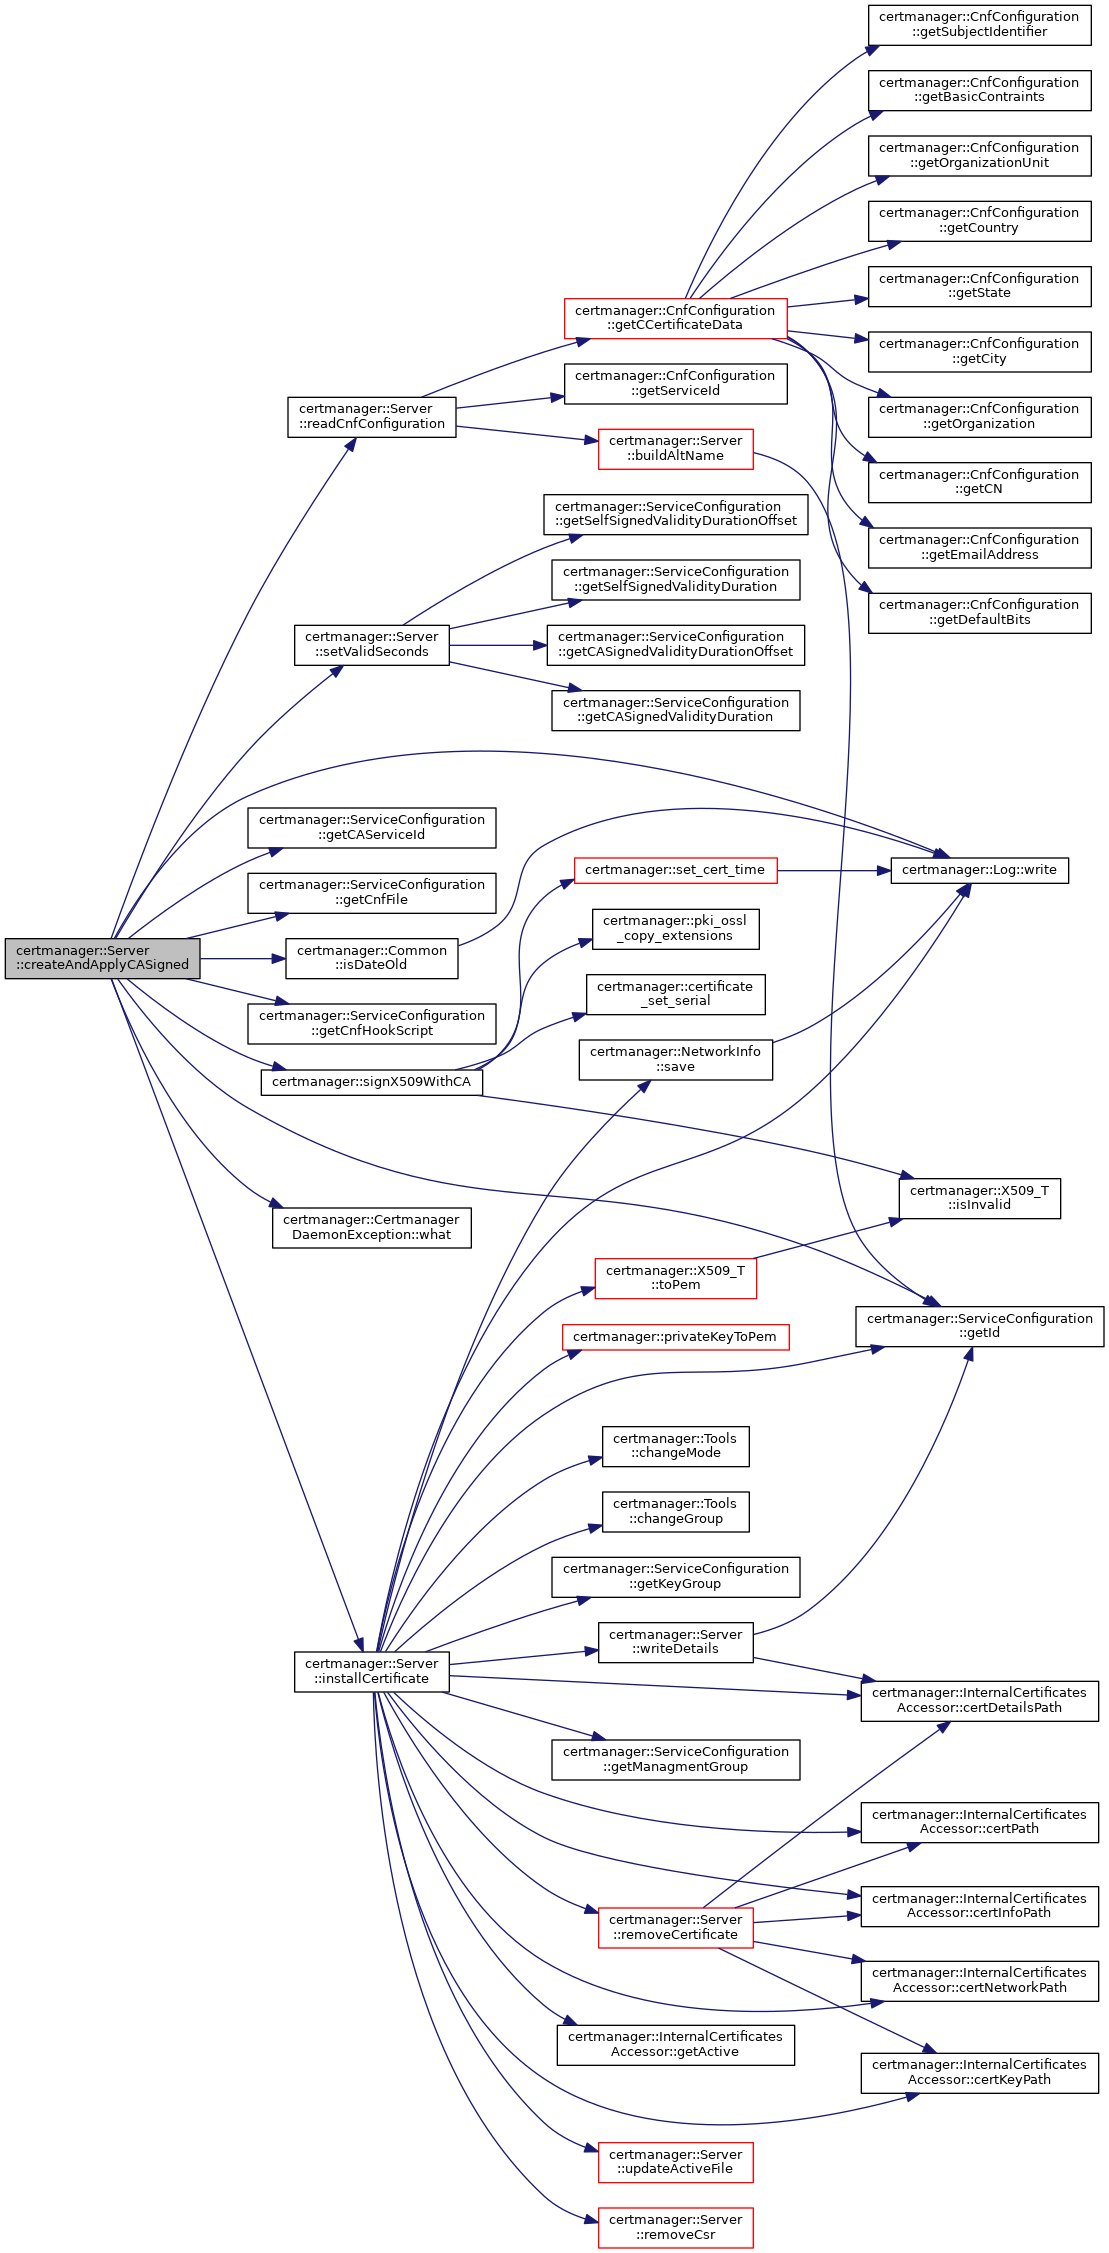 certmanager::CnfConfiguration
::getSubjectIdentifier
certmanager::CnfConfiguration
::getBasicContraints
certmanager::CnfConfiguration
::getOrganizationUnit
certmanager::CnfConfiguration
::getCountry
certmanager::CnfConfiguration
::getState
certmanager::CnfConfiguration
::getCCertificateData
certmanager::CnfConfiguration
::getCity
certmanager::CnfConfiguration
::getServiceId
certmanager::Server
::readCnfConfiguration
certmanager::CnfConfiguration
::getOrganization
certmanager::Server
::buildAltName
certmanager::CnfConfiguration
::getCN
certmanager::ServiceConfiguration
::getSelfSignedValidityDurationOffset
certmanager::CnfConfiguration
::getEmailAddress
certmanager::ServiceConfiguration
::getSelfSignedValidityDuration
certmanager::CnfConfiguration
::getDefaultBits
certmanager::Server
::setValidSeconds
certmanager::ServiceConfiguration
::getCASignedValidityDurationOffset
certmanager::ServiceConfiguration
::getCASignedValidityDuration
certmanager::ServiceConfiguration
::getCAServiceId
certmanager::set_cert_time
certmanager::Log::write
certmanager::ServiceConfiguration
::getCnfFile
certmanager::pki_ossl
_copy_extensions
certmanager::Server
::createAndApplyCASigned
certmanager::Common
::isDateOld
certmanager::certificate
_set_serial
certmanager::ServiceConfiguration
::getCnfHookScript
certmanager::NetworkInfo
::save
certmanager::signX509WithCA
certmanager::X509_T
::isInvalid
certmanager::Certmanager
DaemonException::what
certmanager::X509_T
::toPem
certmanager::ServiceConfiguration
::getId
certmanager::privateKeyToPem
certmanager::Tools
::changeMode
certmanager::Tools
::changeGroup
certmanager::ServiceConfiguration
::getKeyGroup
certmanager::Server
::writeDetails
certmanager::Server
::installCertificate
certmanager::InternalCertificates
Accessor::certDetailsPath
certmanager::ServiceConfiguration
::getManagmentGroup
certmanager::InternalCertificates
Accessor::certPath
certmanager::InternalCertificates
Accessor::certInfoPath
certmanager::Server
::removeCertificate
certmanager::InternalCertificates
Accessor::certNetworkPath
certmanager::InternalCertificates
Accessor::getActive
certmanager::InternalCertificates
Accessor::certKeyPath
certmanager::Server
::updateActiveFile
certmanager::Server
::removeCsr